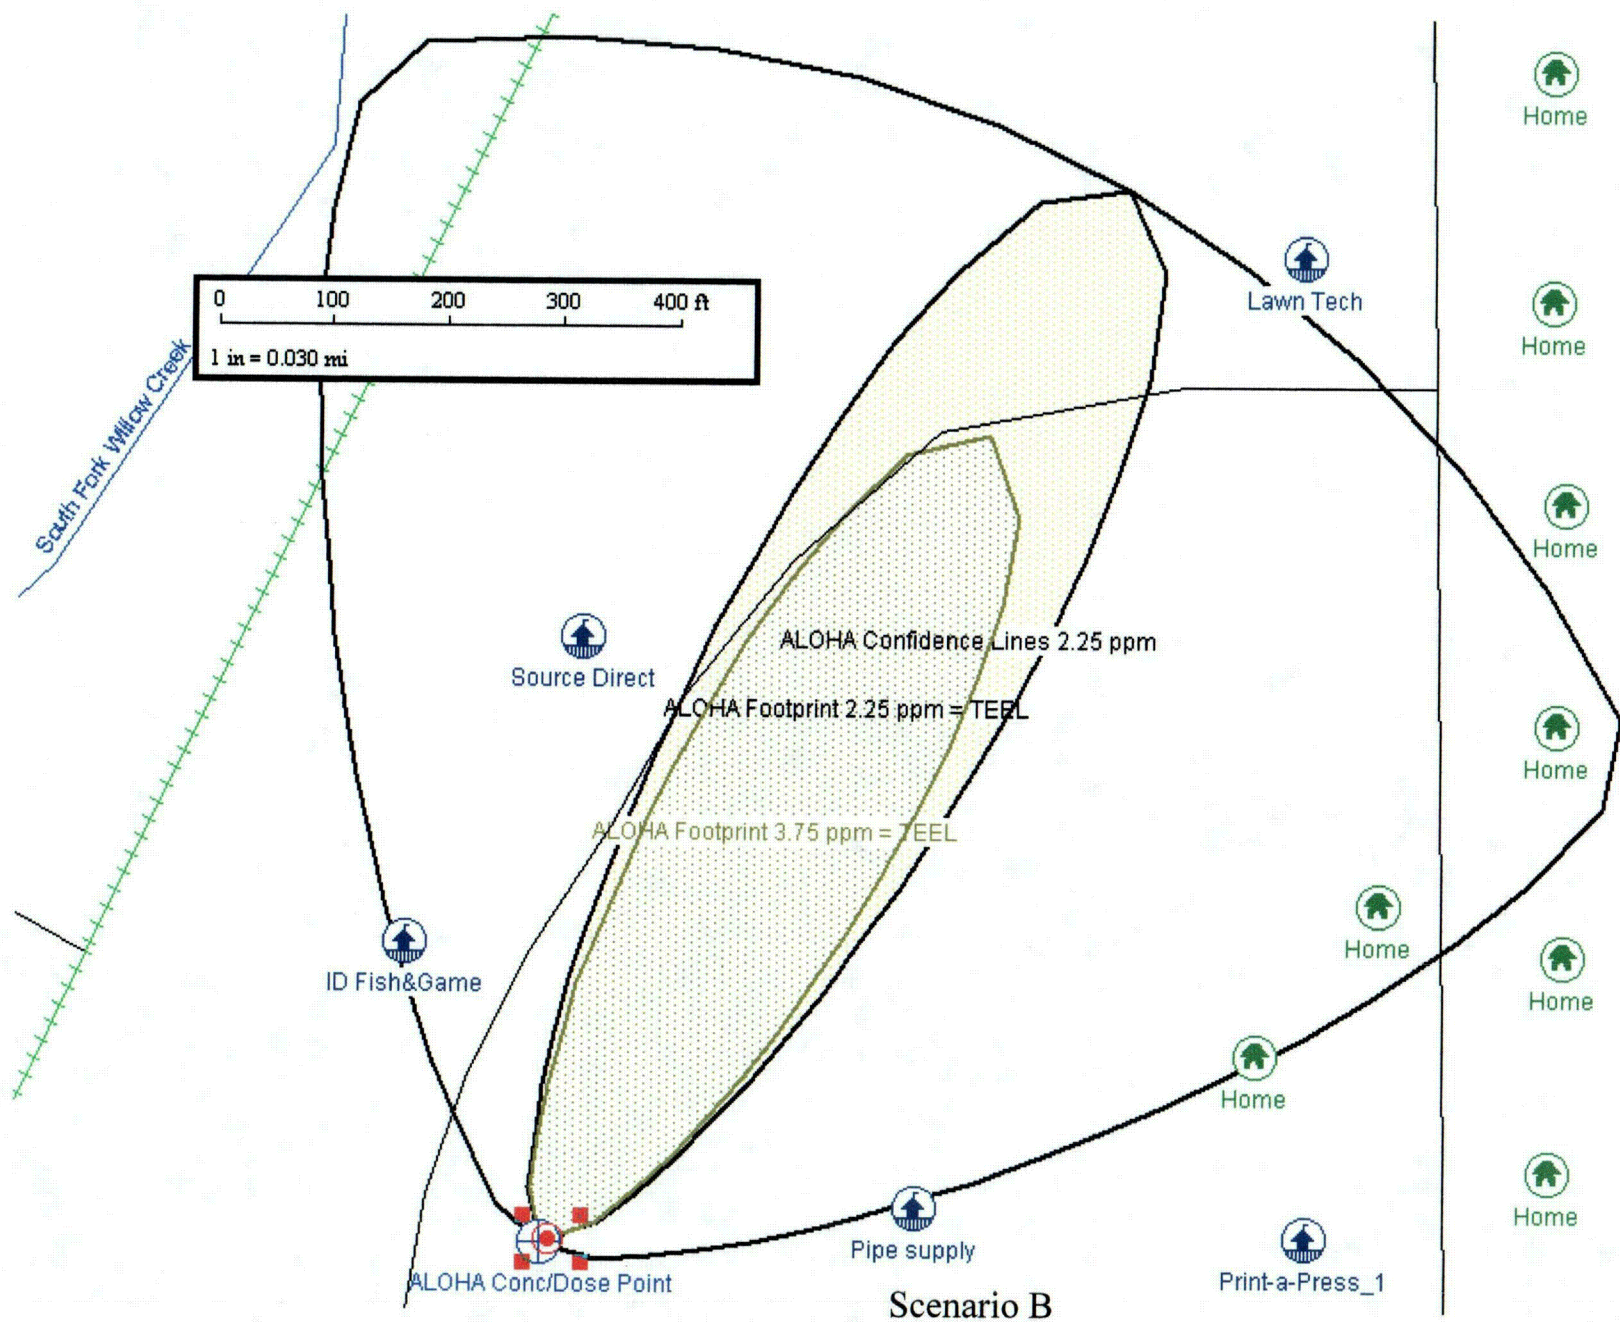 Home
Lawn Tech
0 100 200 300 400 ft
1 in = 0.030 mi
Home
South Fork Willow Creek
Home
ALOHA Confidence Lines 2.25 ppm
Source Direct
ALOHA Footprint 2.25 ppm = TEEL
Home
ALOHA Footprint 3.75 ppm = TEEL
Home
ID Fish&Game
Home
Home
Home
Pipe supply
ALOHA Conc/Dose Point
Print-a-Press_1
Scenario B